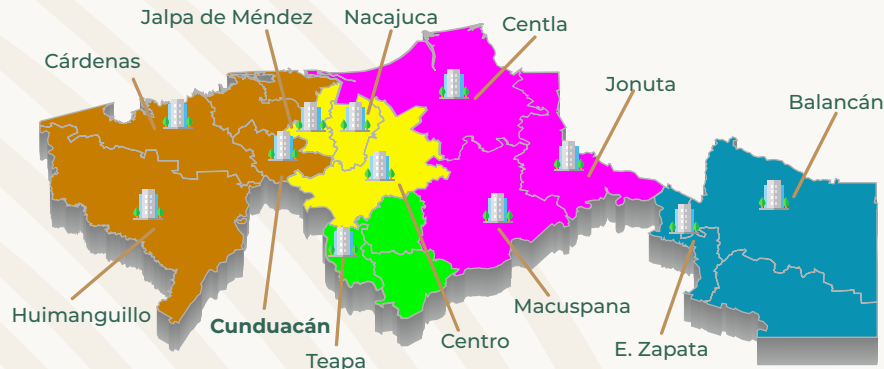 Jalpa de Méndez
Nacajuca
Centla
Cárdenas
Jonuta
Balancán
Huimanguillo
Cunduacán
Teapa
Centro
Macuspana
E. Zapata